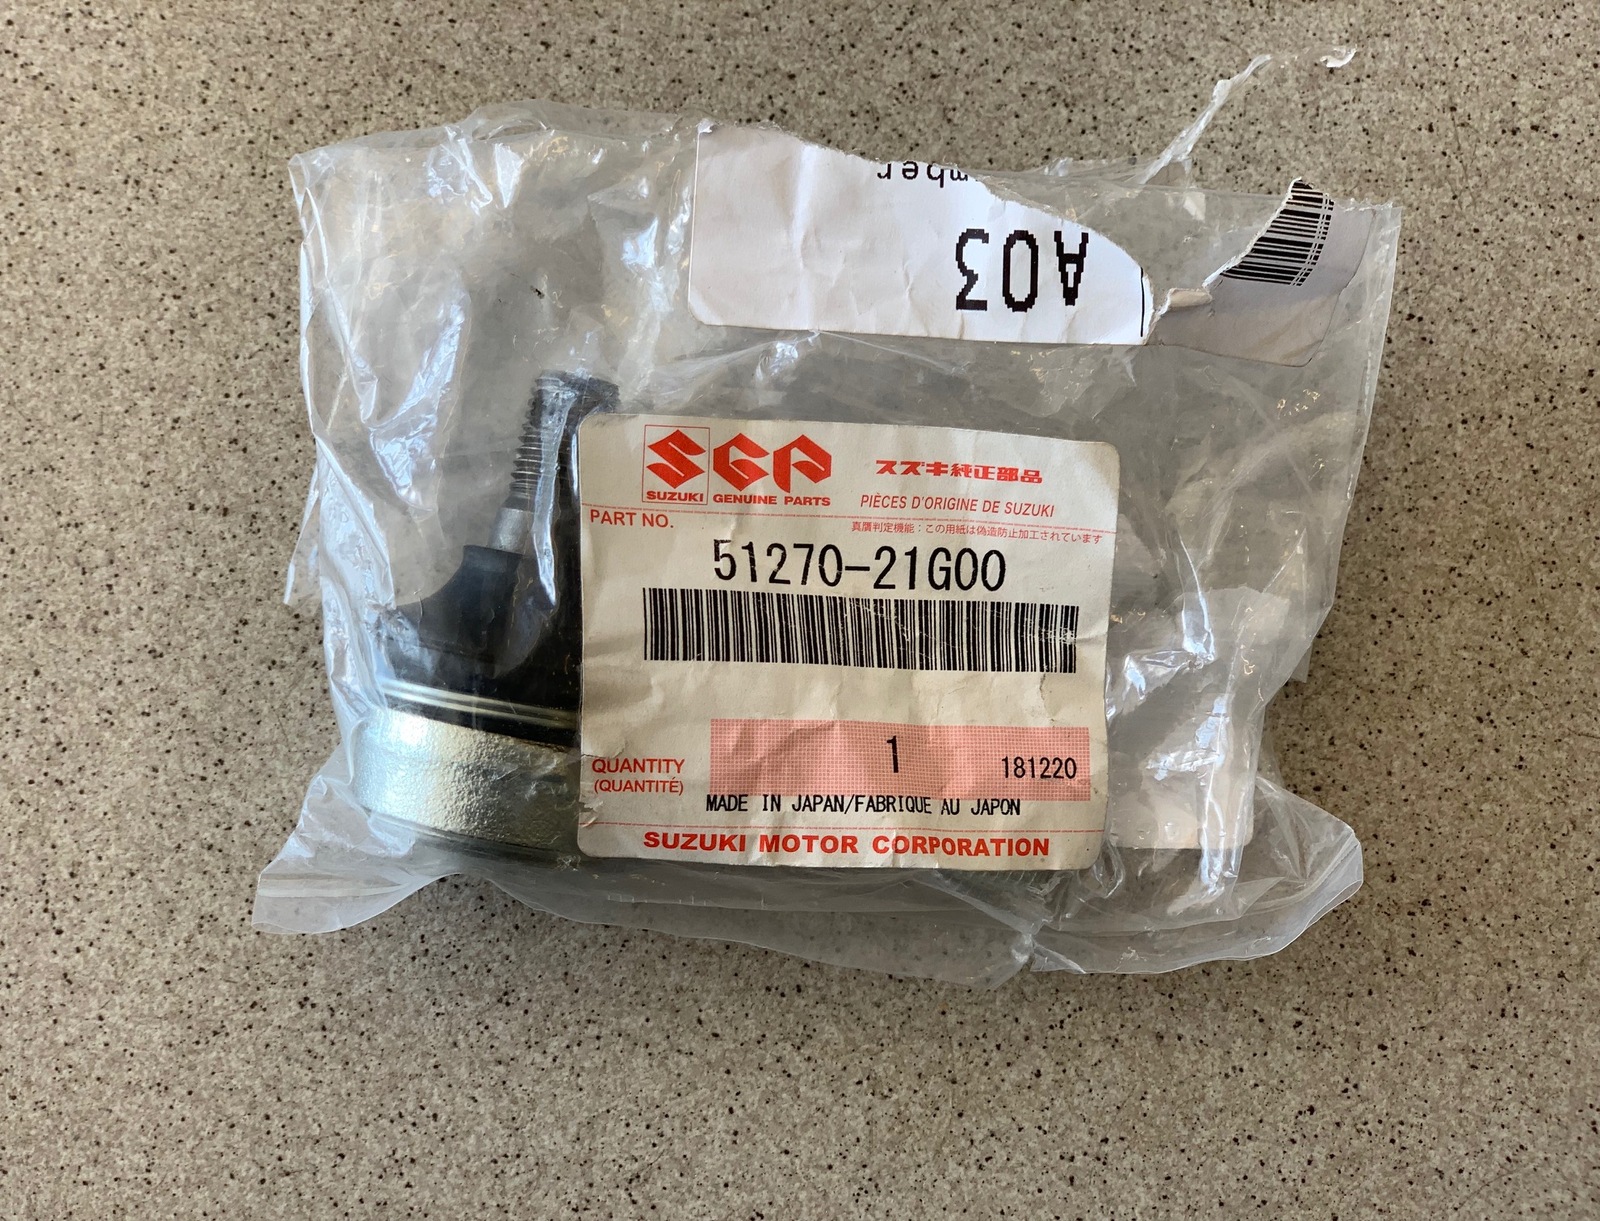 mber
A03
SGP
SUZUKI GENUINE PARTS
スズキ純正部品
PIÈCES D'ORIGINE DE SUZUKI
PART NO.
真贋判定機能：この用紙は偽造防止加工されています
51270-21G00
1
181220
QUANTITY
(QUANTITÉ)
MADE IN JAPAN/FABRIQUE AU JAPON
SUZUKI MOTOR CORPORATION